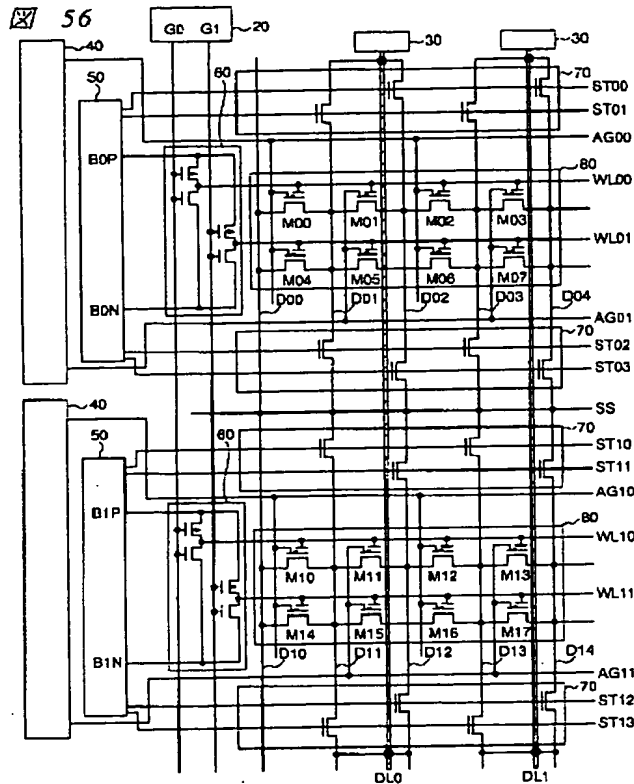 図 56
40
G0 G1
20
30
30
50
60
70
ST00
ST01
AG00
B0P
80
WL00
M00 M01 M02 M03
WL01
M04 M05 M06 M07
D00 D01 D02 D03 D04
B0N
AG01
70
ST02
ST03
40
SS
50
60
70
ST10
ST11
AG10
B1P
80
WL10
M10 M11 M12 M13
WL11
M14 M15 M16 M17
B1N
D10 D11 D12 D13 D14
AG11
70
ST12
ST13
DL0 DL1